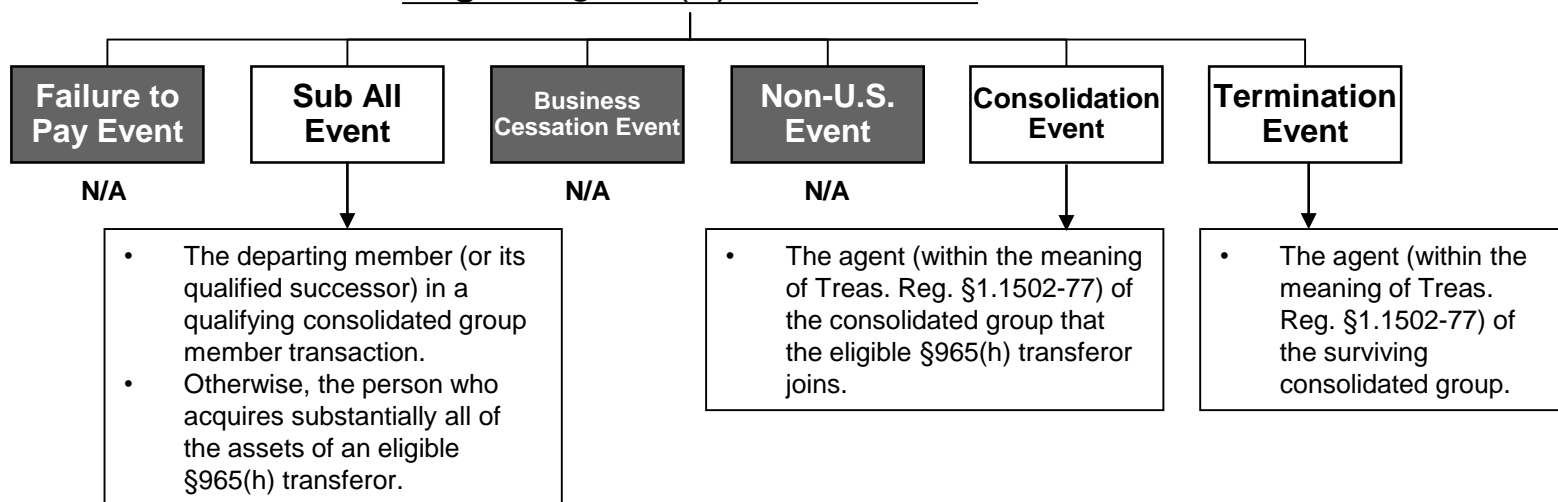 Failure to
Pay Event
Sub All
Event
Business
Cessation Event
Non-U.S.
Event
Consolidation
Event
Termination
Event
N/A
N/A
N/A
• The departing member (or its
qualified successor) in a
qualifying consolidated group
member transaction.
• Otherwise, the person who
acquires substantially all of
the assets of an eligible
§965(h) transferor.
• The agent (within the meaning
of Treas. Reg. §1.1502-77) of
the consolidated group that
the eligible §965(h) transferor
joins.
• The agent (within the
meaning of Treas.
Reg. §1.1502-77) of
the surviving
consolidated group.